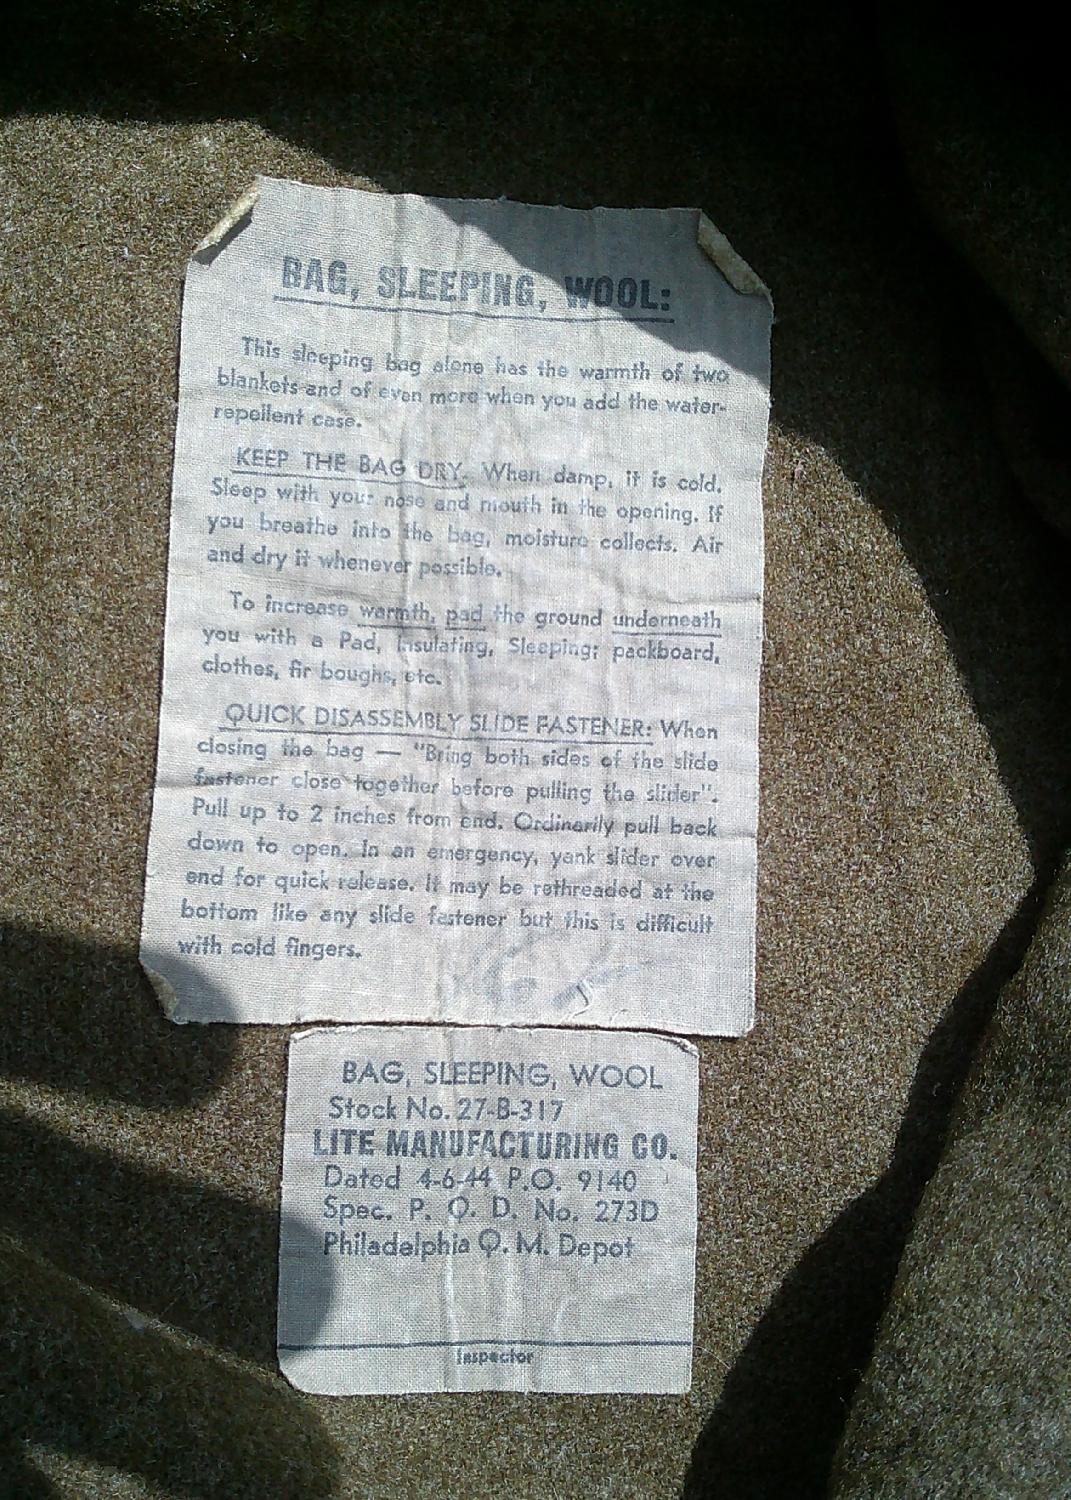 BAG, SLEEPING, WOOL:
This sleeping bag alone has the warmth of two
blankets and of even more when you add the water-
repellent case.
KEEP THE BAG DRY. When damp, it is cold.
Sleep with your nose and mouth in the opening. If
you breathe into the bag, moisture collects. Air
and dry it whenever possible.
To increase warmth, pad the ground underneath
you with a Pad, Insulating, Sleeping; packboard,
clothes, fir boughs, etc.
QUICK DISASSEMBLY SLIDE FASTENER: When
closing the bag — "Bring both sides of the slide
fastener close together before pulling the slider".
Pull up to 2 inches from end. Ordinarily pull back
down to open. In an emergency, yank slider over
end for quick release. It may be rethreaded at the
bottom like any slide fastener but this is difficult
with cold fingers.
BAG, SLEEPING, WOOL
Stock No. 27-B-317
LITE MANUFACTURING CO.
Dated 4-6-44 P.O. 9140
Spec. P. Q. D. No. 273D
Philadelphia Q. M. Depot
Inspector